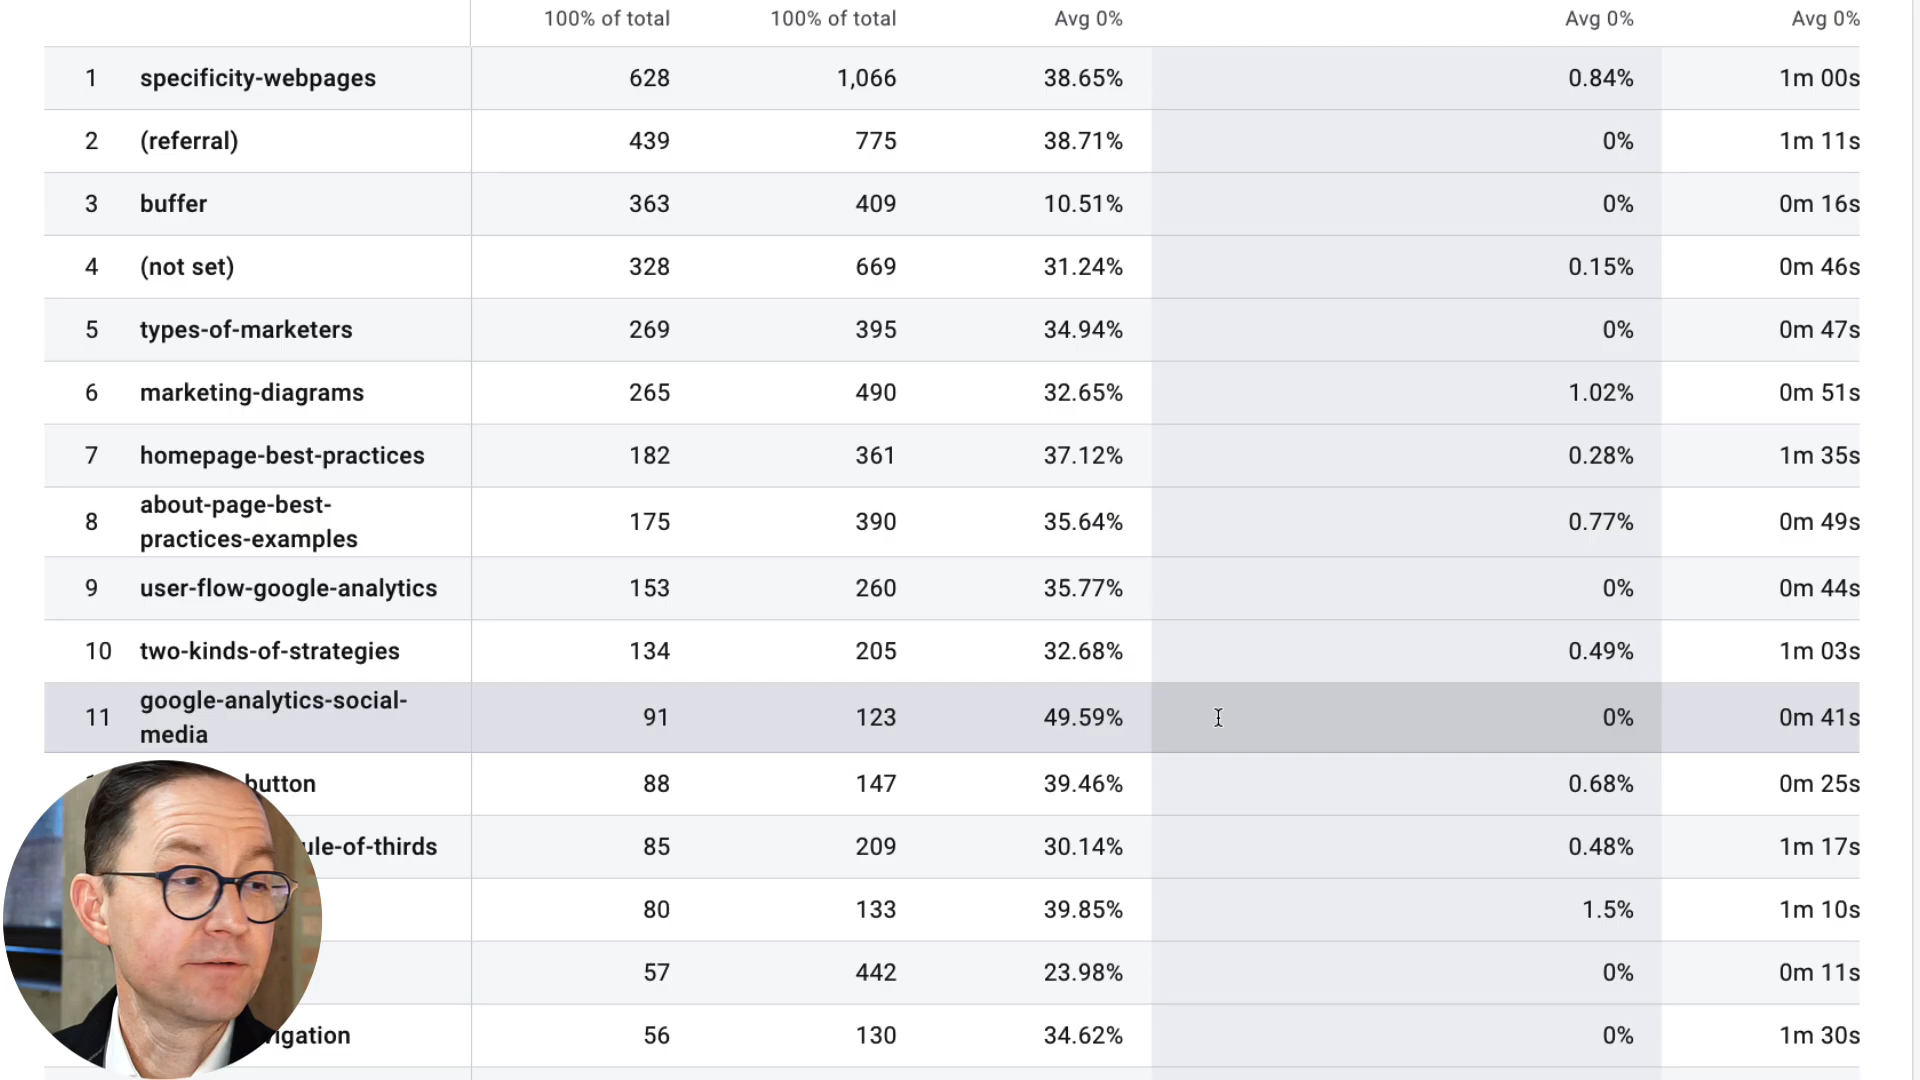 100% of total 100% of total Avg 0% Avg 0% Avg 0%
1 specificity-webpages 628 1,066 38.65% 0.84% 1m 00s
2 (referral) 439 775 38.71% 0% 1m 11s
3 buffer 363 409 10.51% 0% 0m 16s
4 (not set) 328 669 31.24% 0.15% 0m 46s
5 types-of-marketers 269 395 34.94% 0% 0m 47s
6 marketing-diagrams 265 490 32.65% 1.02% 0m 51s
7 homepage-best-practices 182 361 37.12% 0.28% 1m 35s
about-page-best-
8 175 390 35.64% 0.77% 0m 49s
practices-examples
9 user-flow-google-analytics 153 260 35.77% 0% 0m 44s
10 two-kinds-of-strategies 134 205 32.68% 0.49% 1m 03s
google-analytics-social-
11 91 123 49.59% 0% 0m 41s
media
button 88 147 39.46% 0.68% 0m 25s
ule-of-thirds 85 209 30.14% 0.48% 1m 17s
80 133 39.85% 1.5% 1m 10s
57 442 23.98% 0% 0m 11s
vigation 56 130 34.62% 0% 1m 30s